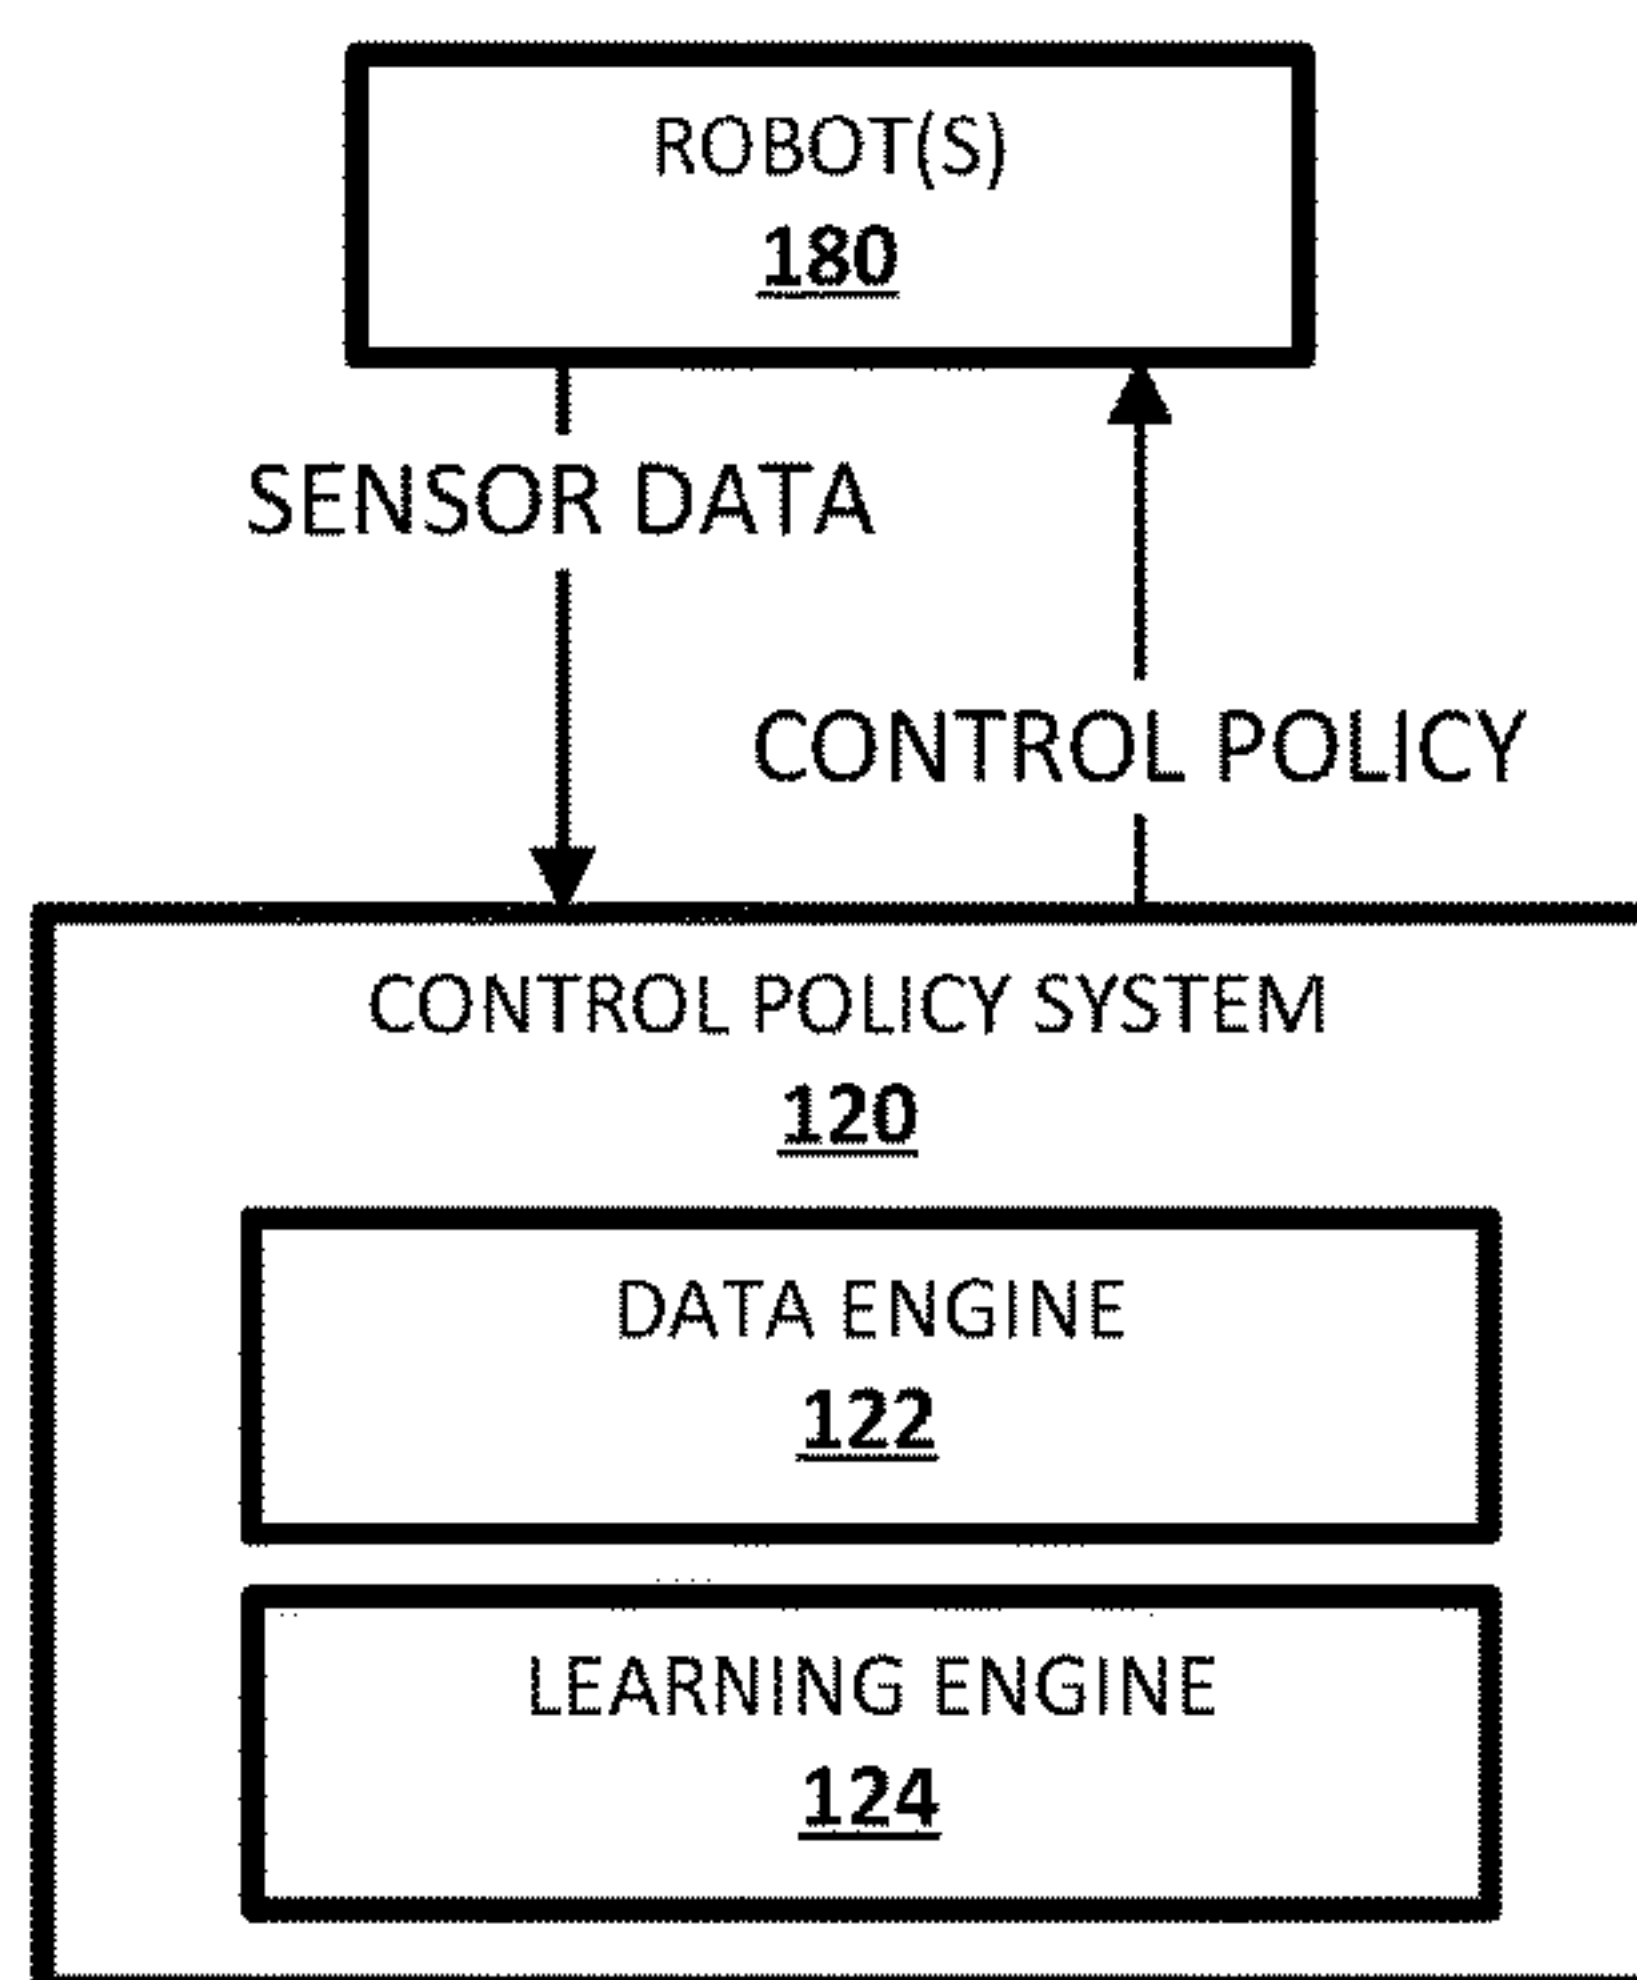 ROBOT(S)
180
SENSOR DATA
CONTROL POLICY
CONTROL POLICY SYSTEM
120
DATA ENGINE
122
LEARNING ENGINE
124